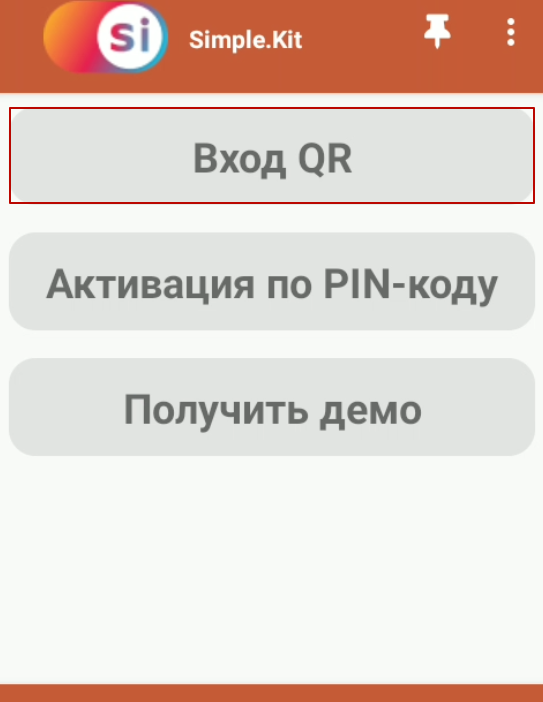 si
Simple.Kit
Вход QR
Активация по PIN-коду
Получить демо